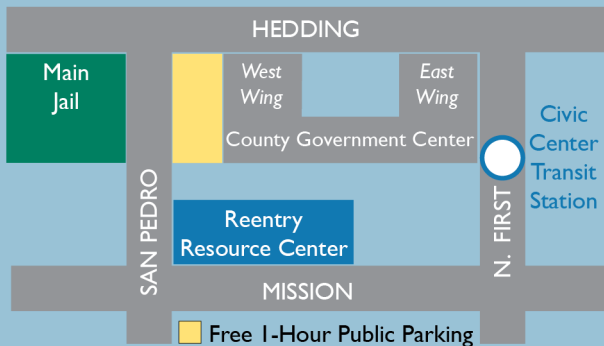 HEDDING
Main
Jail
West
Wing
East
Wing
County Government Center
Civic
Center
Transit
Station
SAN PEDRO
Reentry
Resource Center
N. FIRST
MISSION
Free 1-Hour Public Parking